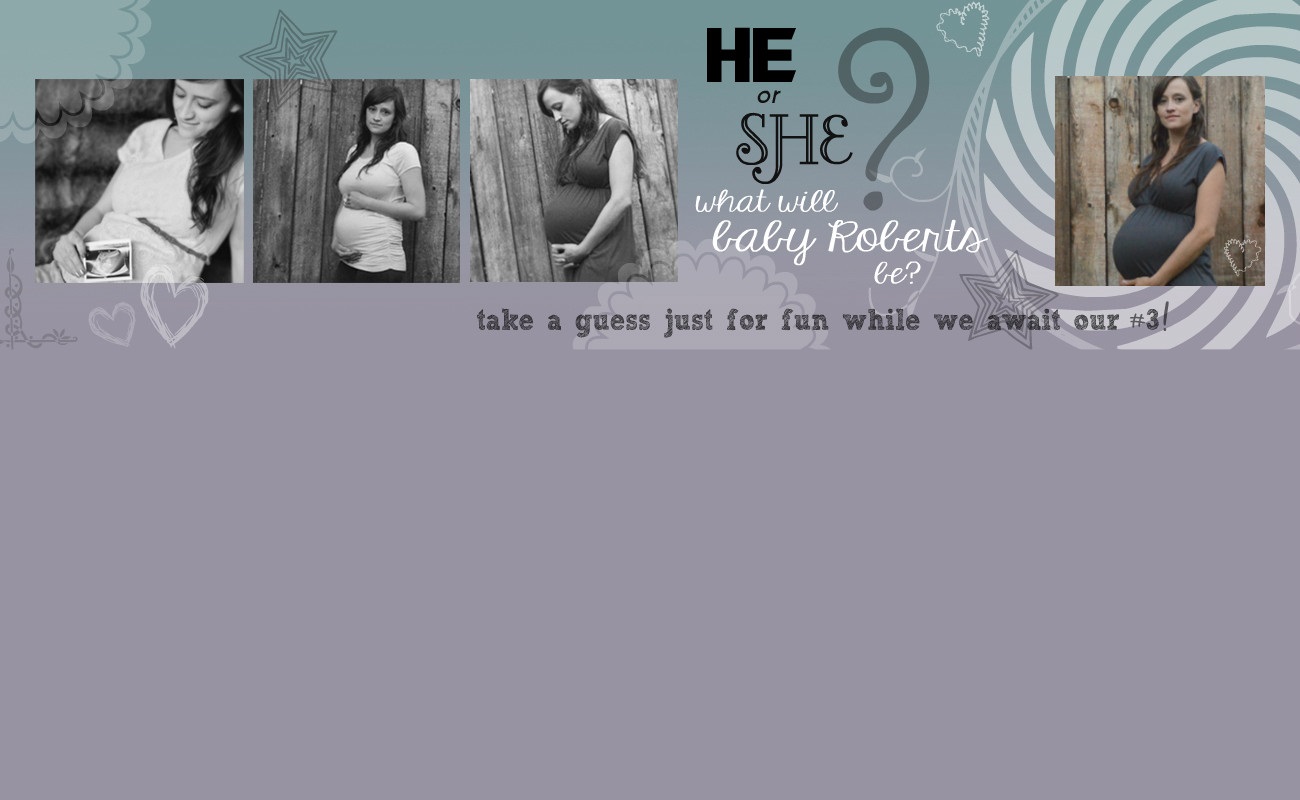 HE
or
SHE?
what will
baby Roberts
be?
take a guess just for fun while we await our #3!